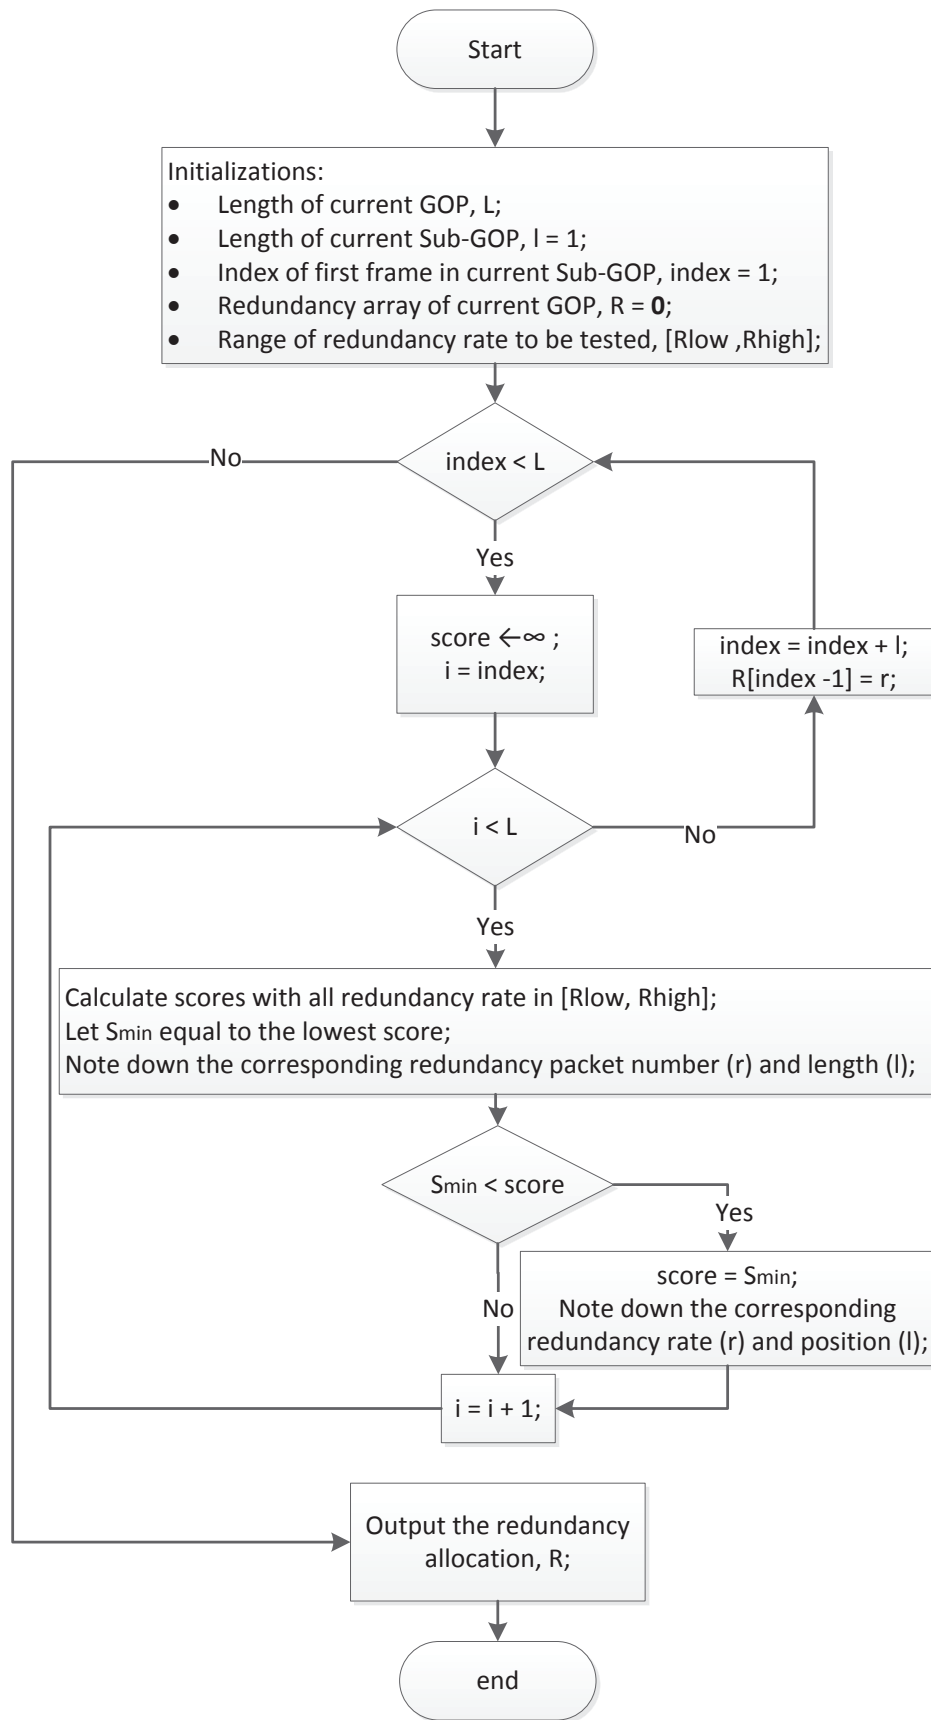 Start
Initializations:
• Length of current GOP, L;
• Length of current Sub-GOP, l = 1;
• Index of first frame in current Sub-GOP, index = 1;
• Redundancy array of current GOP, R = 0;
• Range of redundancy rate to be tested, [Rlow ,Rhigh];
index < L
No
Yes
score ←∞ ;
i = index;
index = index + l;
R[index -1] = r;
i < L
No
Yes
Calculate scores with all redundancy rate in [Rlow, Rhigh];
Let Smin equal to the lowest score;
Note down the corresponding redundancy packet number (r) and length (l);
Smin < score
Yes
No
score = Smin;
Note down the corresponding
redundancy rate (r) and position (l);
i = i + 1;
Output the redundancy
allocation, R;
end